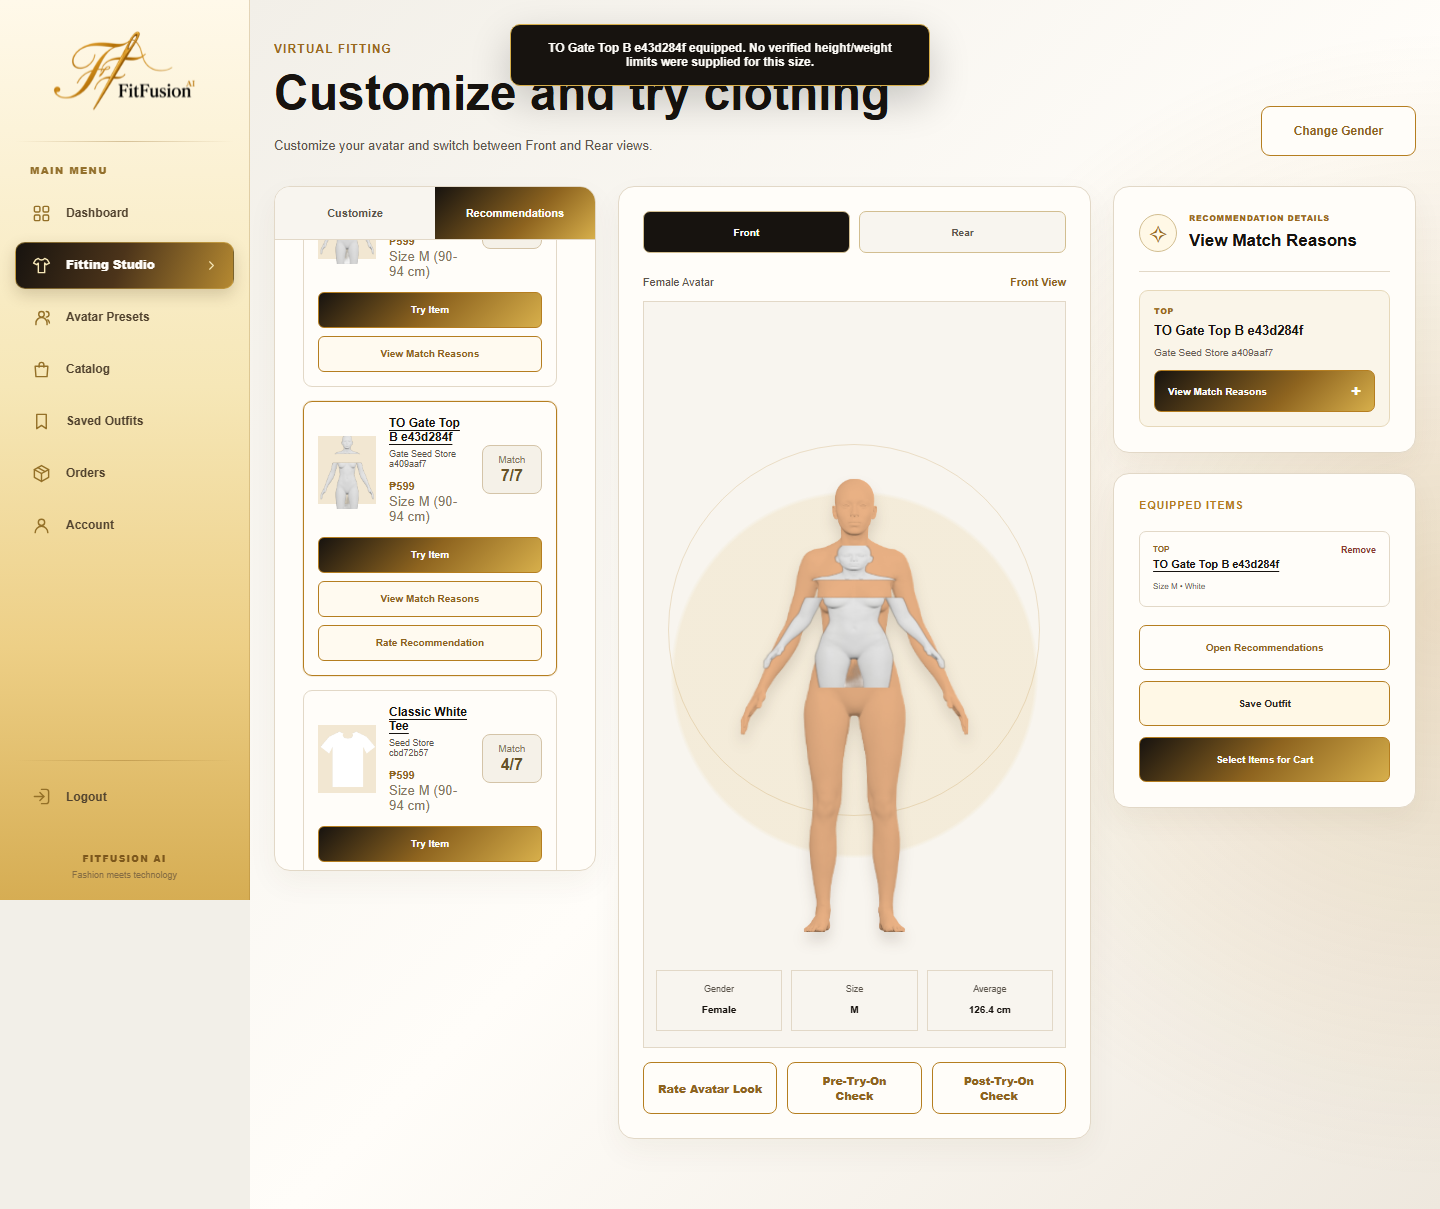 FitFusion AI
MAIN MENU
Dashboard
Fitting Studio
Avatar Presets
Catalog
Saved Outfits
Orders
Account
Logout
FITFUSION AI
Fashion meets technology
TO Gate Top B e43d284f equipped. No verified height/weight
limits were supplied for this size.
VIRTUAL FITTING
Customize and try clothing
Customize your avatar and switch between Front and Rear views.
Change Gender
Customize
Recommendations
₱599
Size M (90-
94 cm)
Try Item
View Match Reasons
TO Gate Top
B e43d284f
Gate Seed Store
a409aaf7
₱599
Size M (90-
94 cm)
Match
7/7
Try Item
View Match Reasons
Rate Recommendation
Classic White
Tee
Seed Store
cbd72b57
₱599
Size M (90-
94 cm)
Match
4/7
Try Item
Front
Rear
Female Avatar
Front View
Gender
Female
Size
M
Average
126.4 cm
Rate Avatar Look
Pre-Try-On
Check
Post-Try-On
Check
RECOMMENDATION DETAILS
View Match Reasons
TOP
TO Gate Top B e43d284f
Gate Seed Store a409aaf7
View Match Reasons +
EQUIPPED ITEMS
TOP
Remove
TO Gate Top B e43d284f
Size M • White
Open Recommendations
Save Outfit
Select Items for Cart